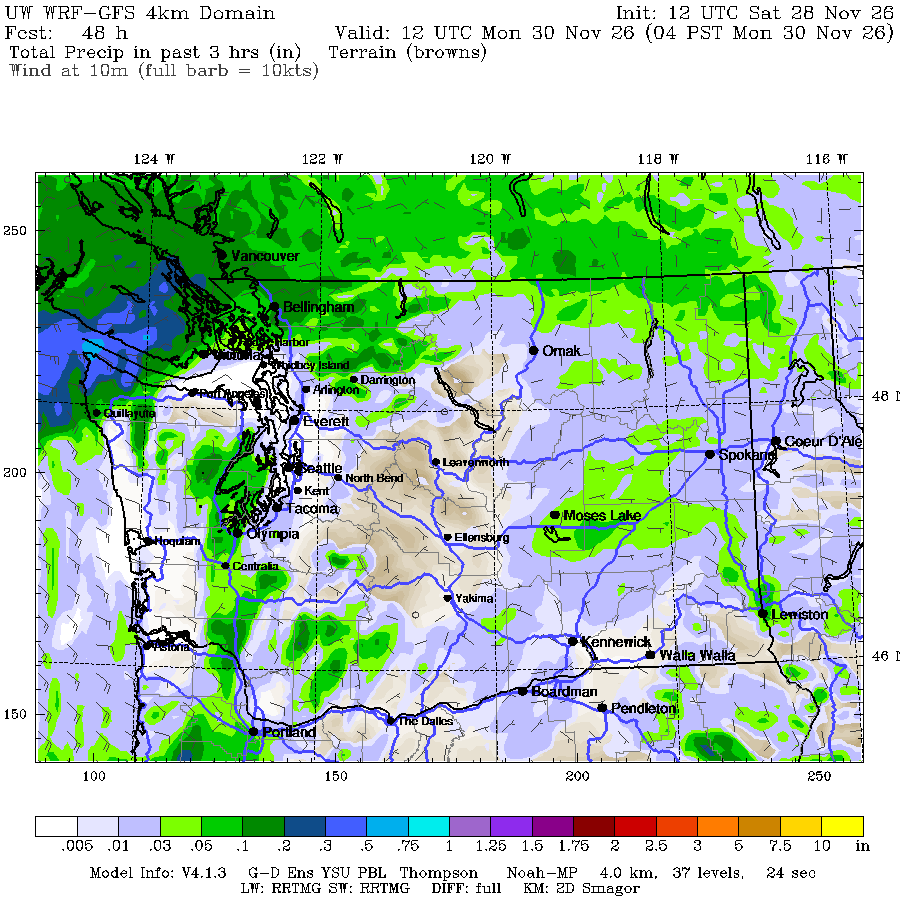 UW WRF-GFS 4km Domain Init: 12 UTC Sat 28 Nov 26
Fcst: 48 h Valid: 12 UTC Mon 30 Nov 26 (04 PST Mon 30 Nov 26)
Total Precip in past 3 hrs (in) Terrain (browns)
Wind at 10m (full barb = 10kts)
124 W 122 W 120 W 118 W 116 W
250
Vancouver
Bellingham
Harbor
Omak
Whidbey Island
Darrington
Arlington
Port Angeles
48 N
Quillayute
Everett
Coeur D'Ale
Spokane
Leavenworth
200
Seattle
North Bend
Kent
Tacoma
Moses Lake
Olympia
Hoquiam
Ellensburg
Centralia
Yakima
Lewiston
Kennewick
Astoria
Walla Walla
46 N
Boardman
Pendleton
150
The Dalles
Portland
100 150 200 250
.005 .01 .03 .05 .1 .2 .3 .5 .75 1 1.25 1.5 1.75 2 2.5 3 5 7.5 10 in
Model Info: V4.1.3 G-D Ens YSU PBL Thompson Noah-MP 4.0 km, 37 levels, 24 sec
LW: RRTMG SW: RRTMG DIFF: full KM: 2D Smagor